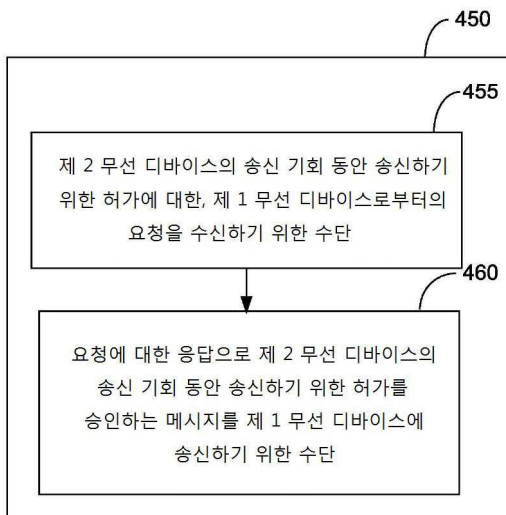 450
455
제 2 무선 디바이스의 송신 기회 동안 송신하기
위한 허가에 대한, 제 1 무선 디바이스로부터의
요청을 수신하기 위한 수단
460
요청에 대한 응답으로 제 2 무선 디바이스의
송신 기회 동안 송신하기 위한 허가를
승인하는 메시지를 제 1 무선 디바이스에
송신하기 위한 수단